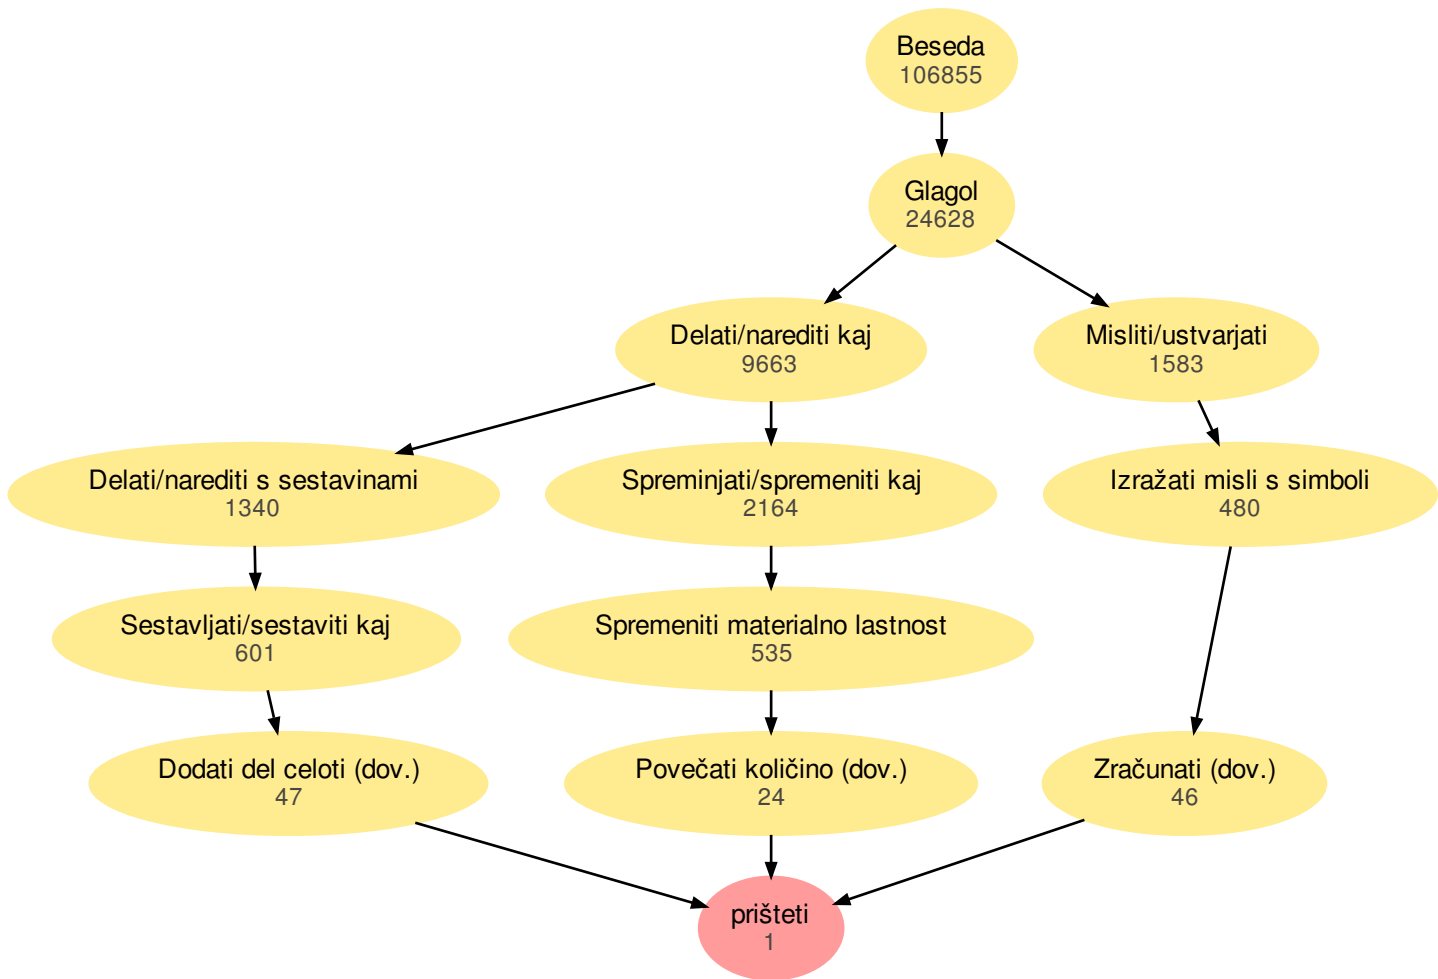 Beseda
106855
Glagol
24628
Delati/narediti kaj
9663
Misliti/ustvarjati
1583
Delati/narediti s sestavinami
1340
Spreminjati/spremeniti kaj
2164
Izražati misli s simboli
480
Sestavljati/sestaviti kaj
601
Spremeniti materialno lastnost
535
Dodati del celoti (dov.)
47
Povečati količino (dov.)
24
Zračunati (dov.)
46
prišteti
1